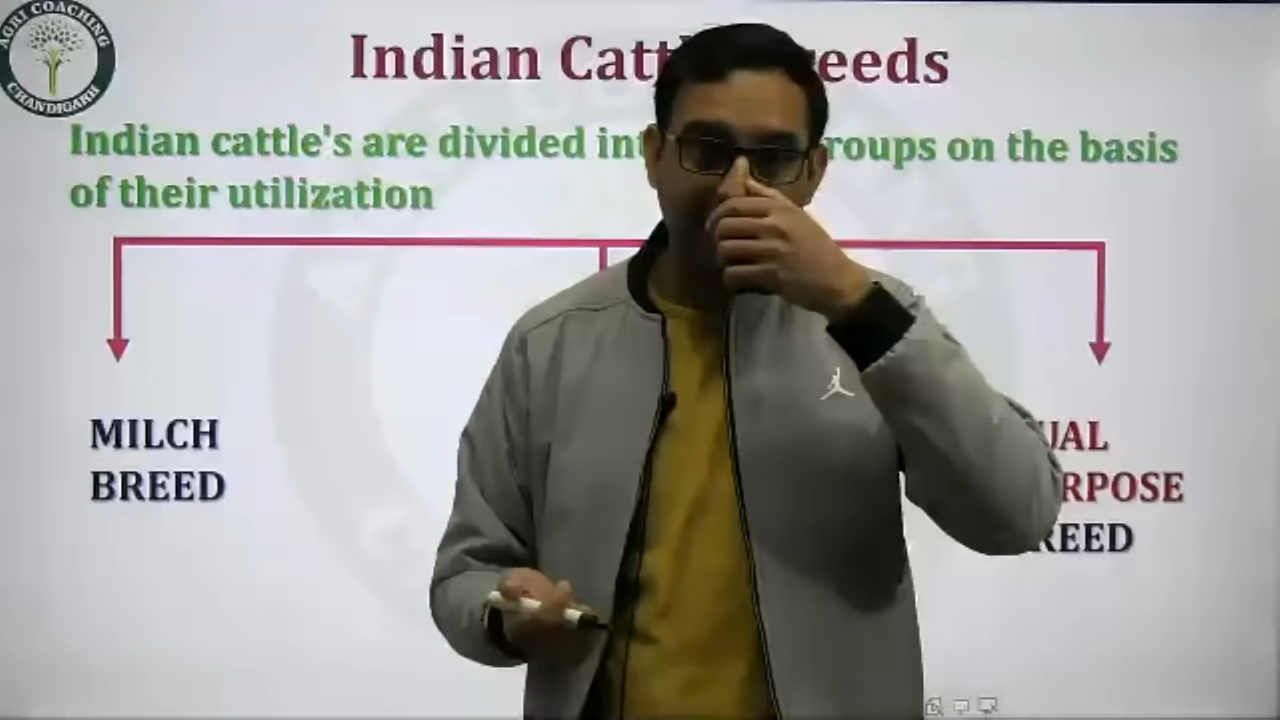 AGRI COACHING
CHANDIGARH
Indian Cat eeds
Indian cattle's are divided int roups on the basis
of their utilization
MILCH
BREED
UAL
RPOSE
REED